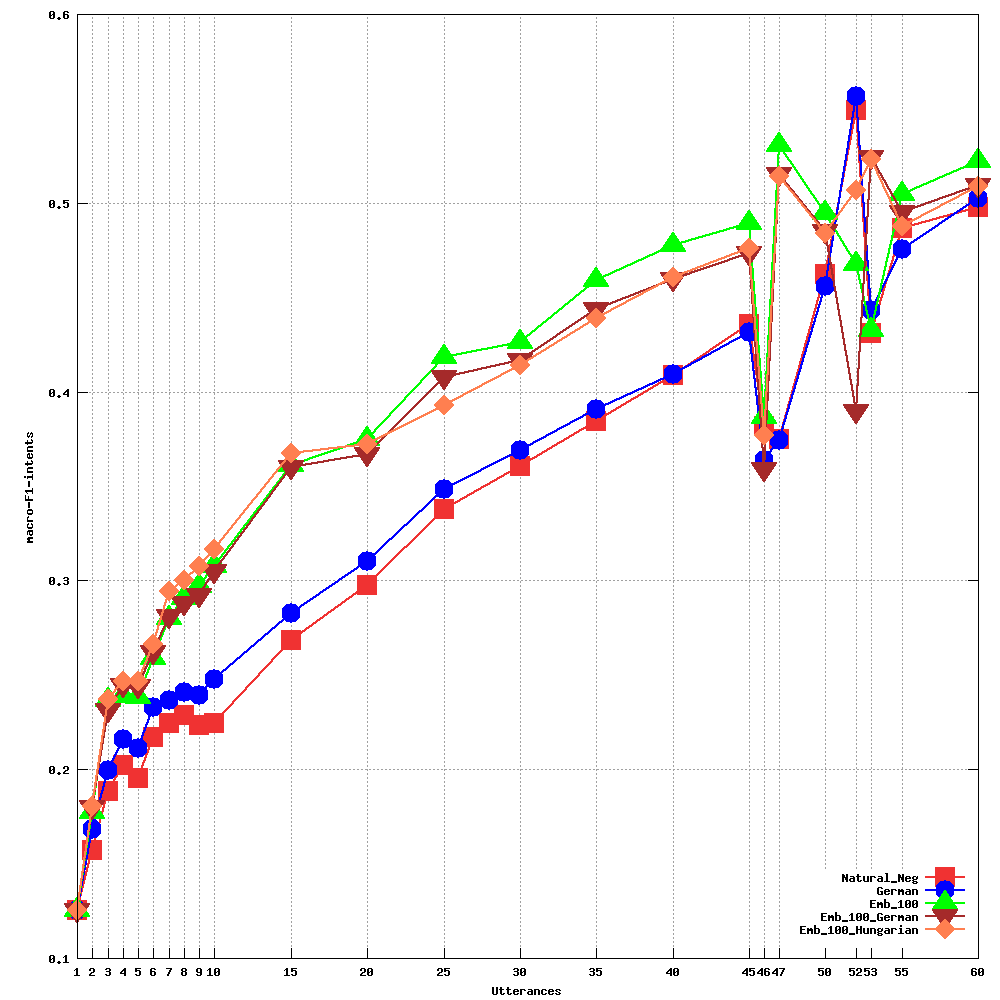 0.6
0.5
0.4
0.3
0.2
0.1
macro-F1-intents
Natural_Neg
German
Emb_100
Emb_100_German
Emb_100_Hungarian
1 2 3 4 5 6 7 8 9 10 15 20 25 30 35 40 45 46 47 50 52 53 55 60
Utterances